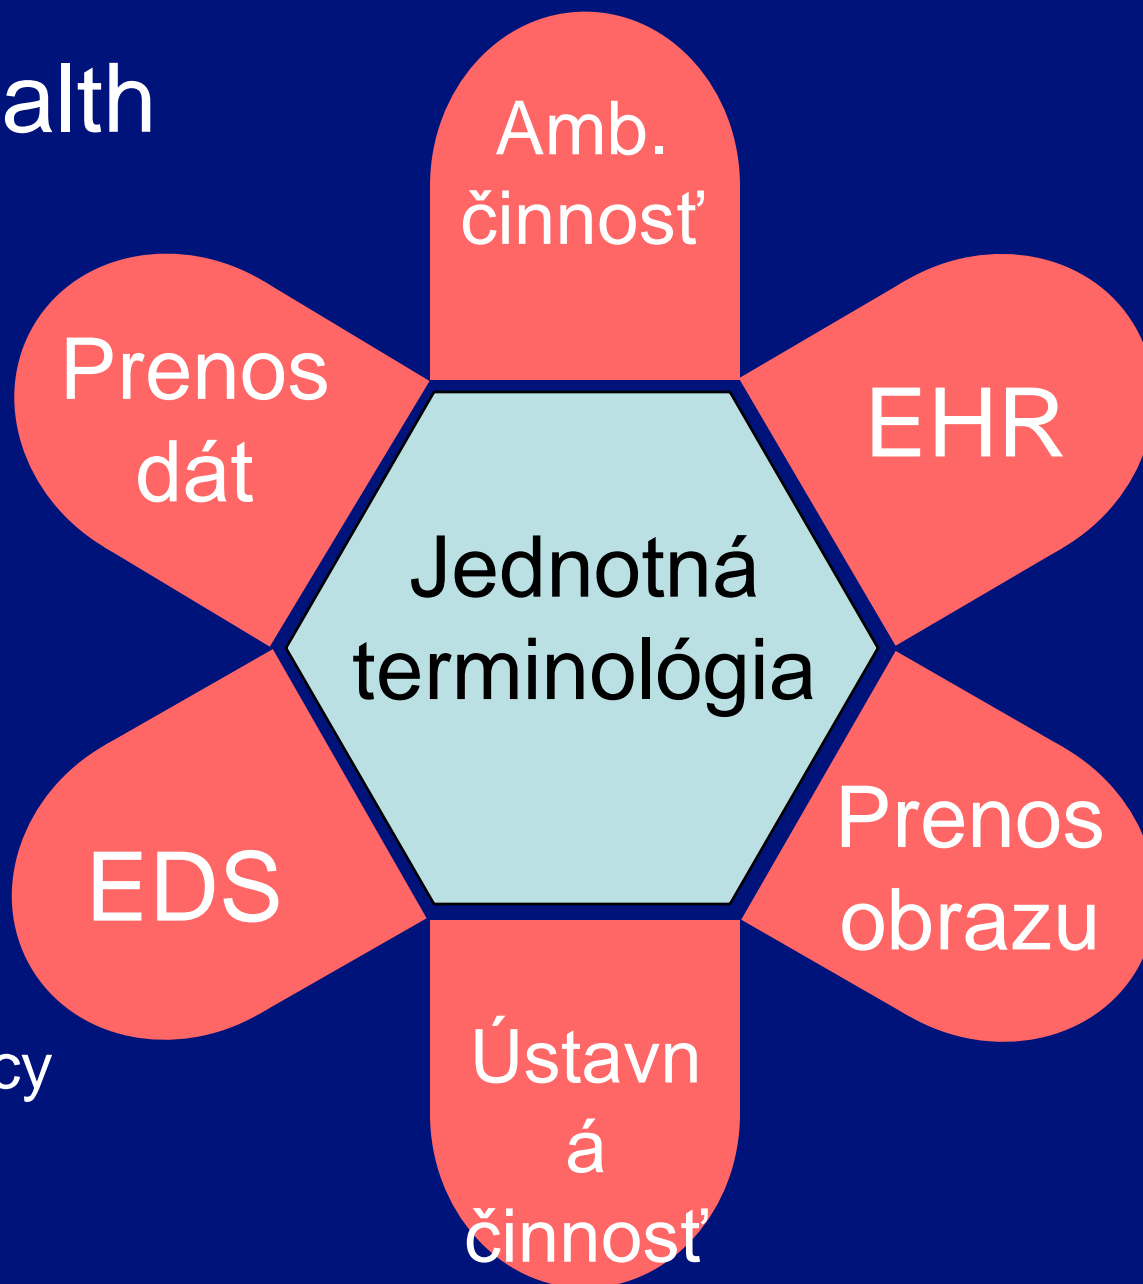 alth
Amb.
činnosť
Prenos
dát
EHR
Jednotná
terminológia
EDS
Prenos
obrazu
cy
Ústavn
á
činnosť